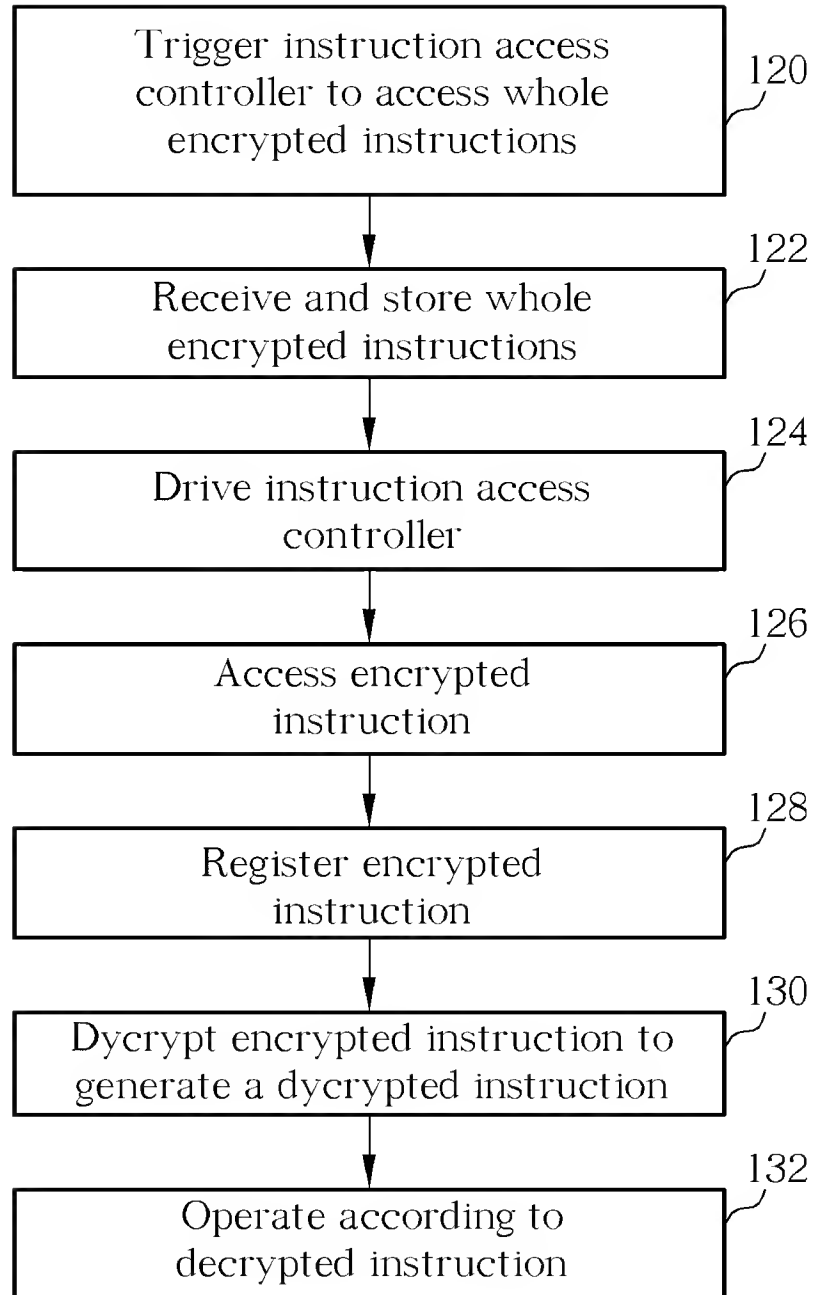 Trigger instruction access
controller to access whole
encrypted instructions
120
Receive and store whole
encrypted instructions
122
Drive instruction access
controller
124
Access encrypted
instruction
126
Register encrypted
instruction
128
Dycrypt encrypted instruction to
generate a dycrypted instruction
130
Operate according to
decrypted instruction
132